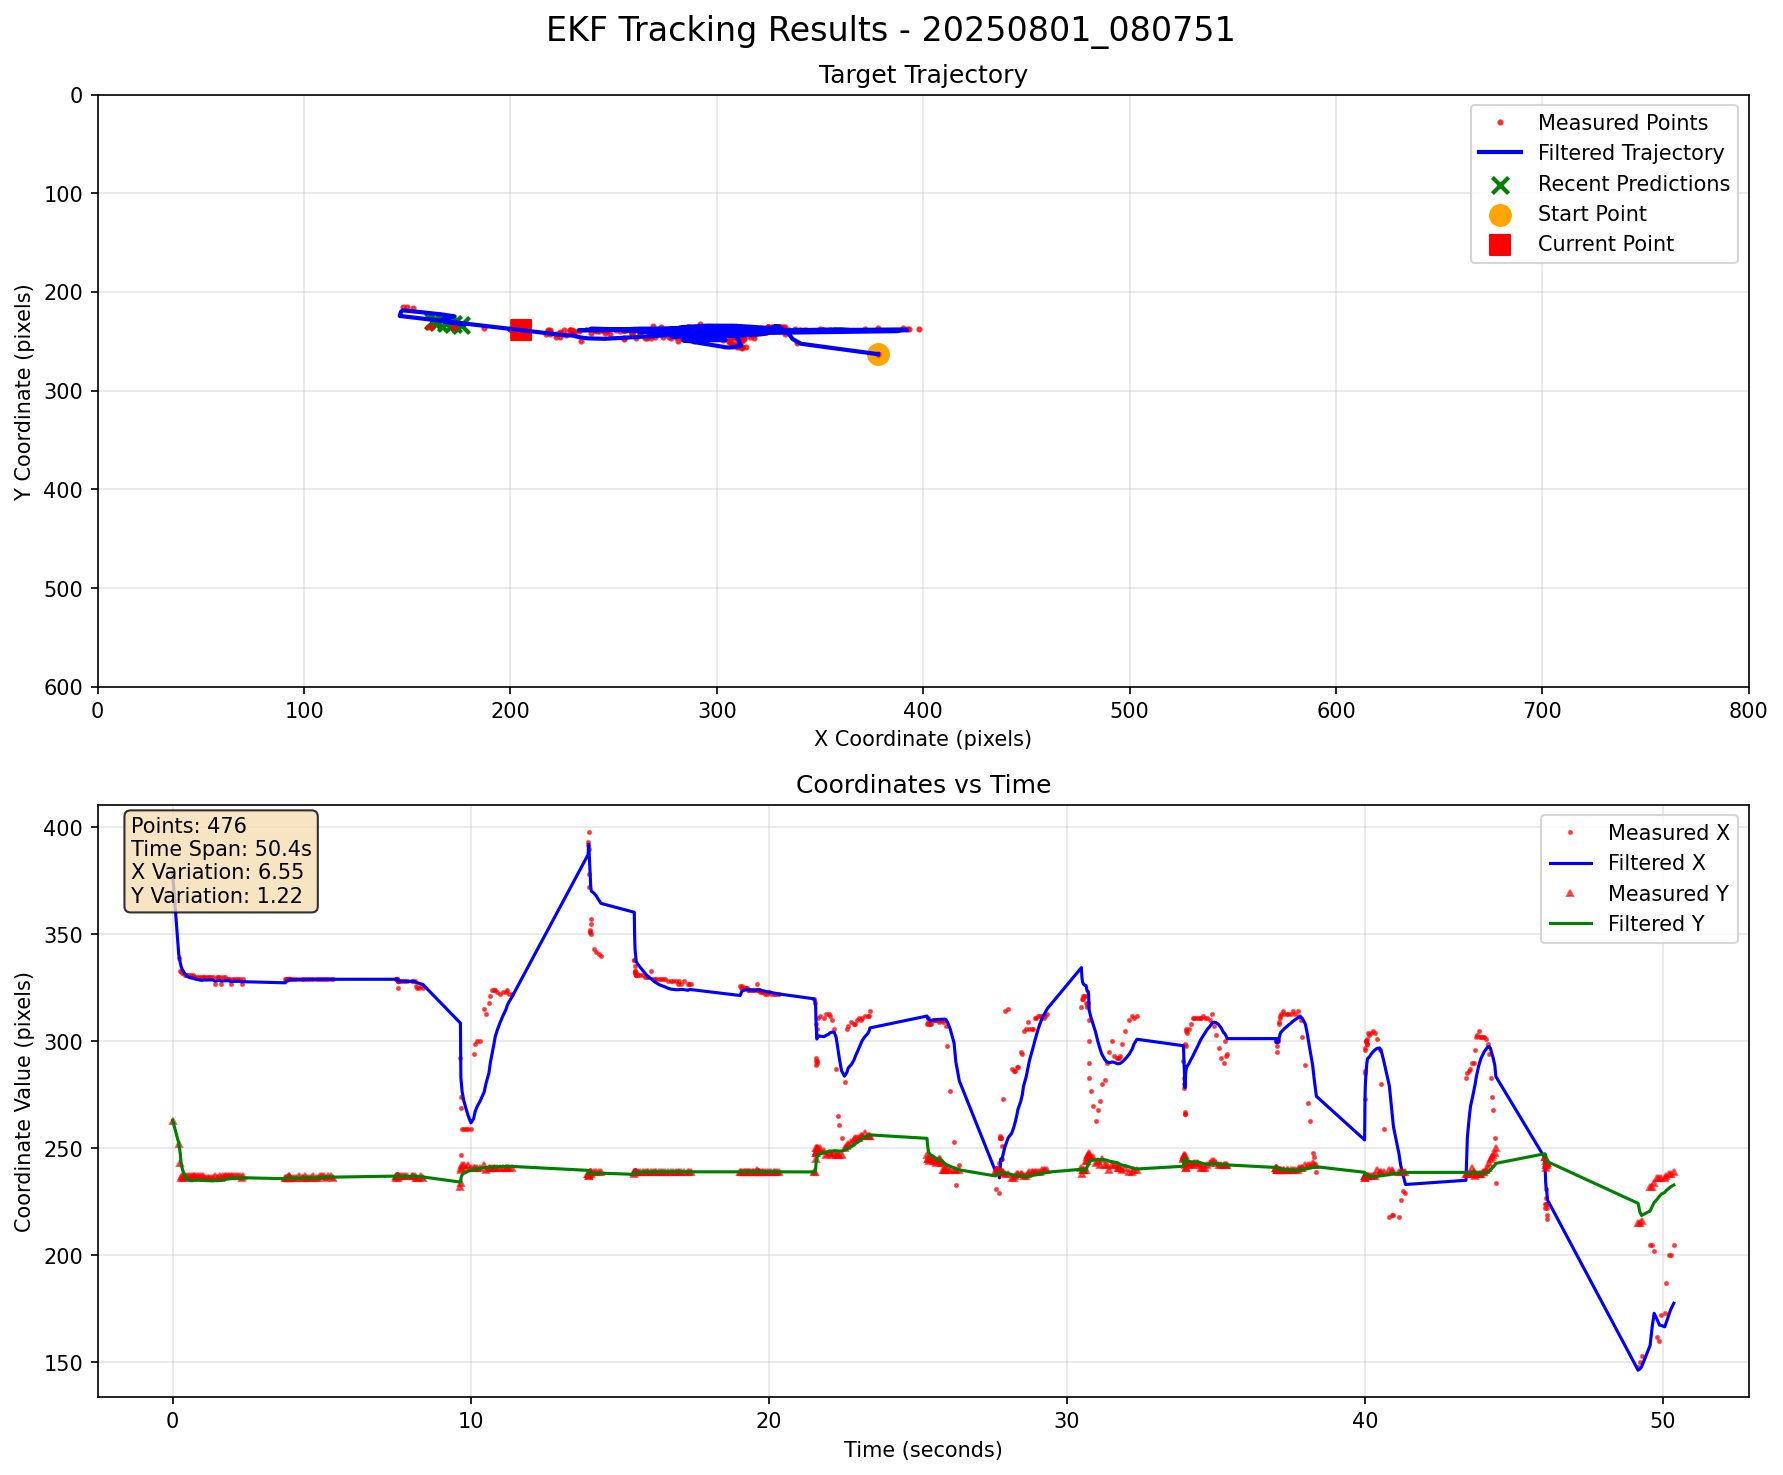 EKF Tracking Results - 20250801_080751
Target Trajectory
0
100
200
300
400
500
600
Y Coordinate (pixels)
Measured Points
Filtered Trajectory
Recent Predictions
Start Point
Current Point
0 100 200 300 400 500 600 700 800
X Coordinate (pixels)
Coordinates vs Time
400
350
300
250
200
150
Coordinate Value (pixels)
Points: 476
Time Span: 50.4s
X Variation: 6.55
Y Variation: 1.22
Measured X
Filtered X
Measured Y
Filtered Y
0 10 20 30 40 50
Time (seconds)